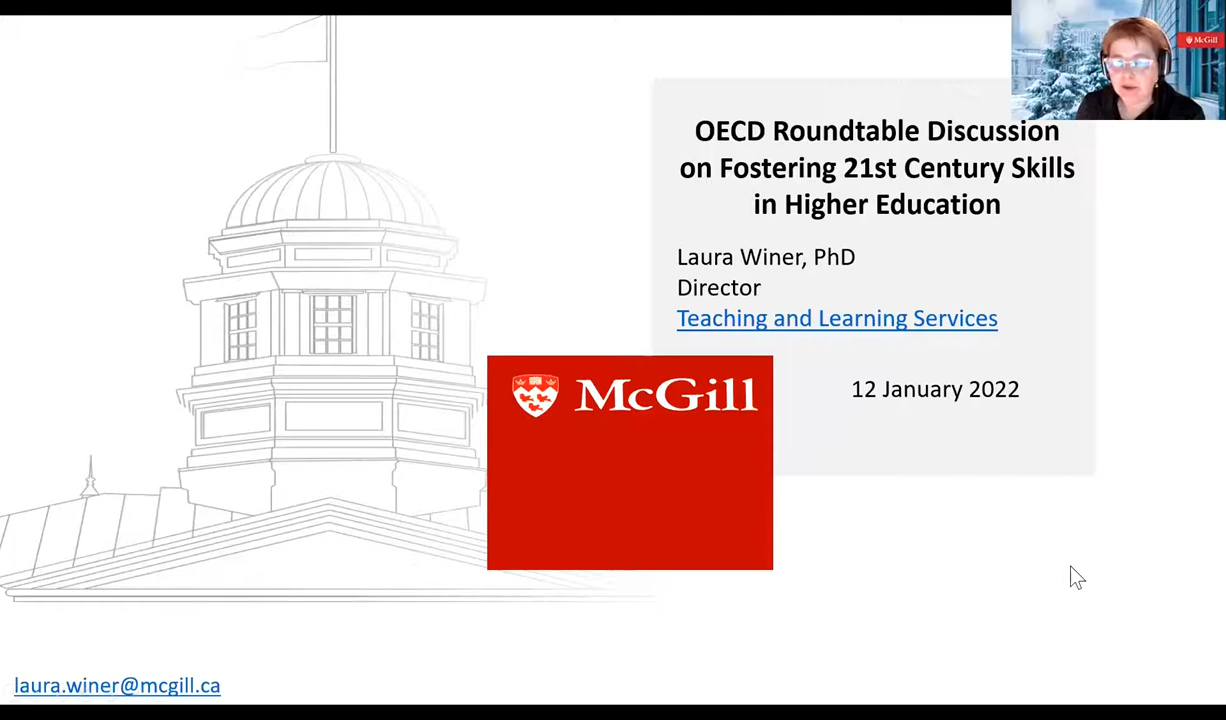 McGill
OECD Roundtable Discussion
on Fostering 21st Century Skills
in Higher Education
Laura Winer, PhD
Director
Teaching and Learning Services
12 January 2022
McGill
laura.winer@mcgill.ca